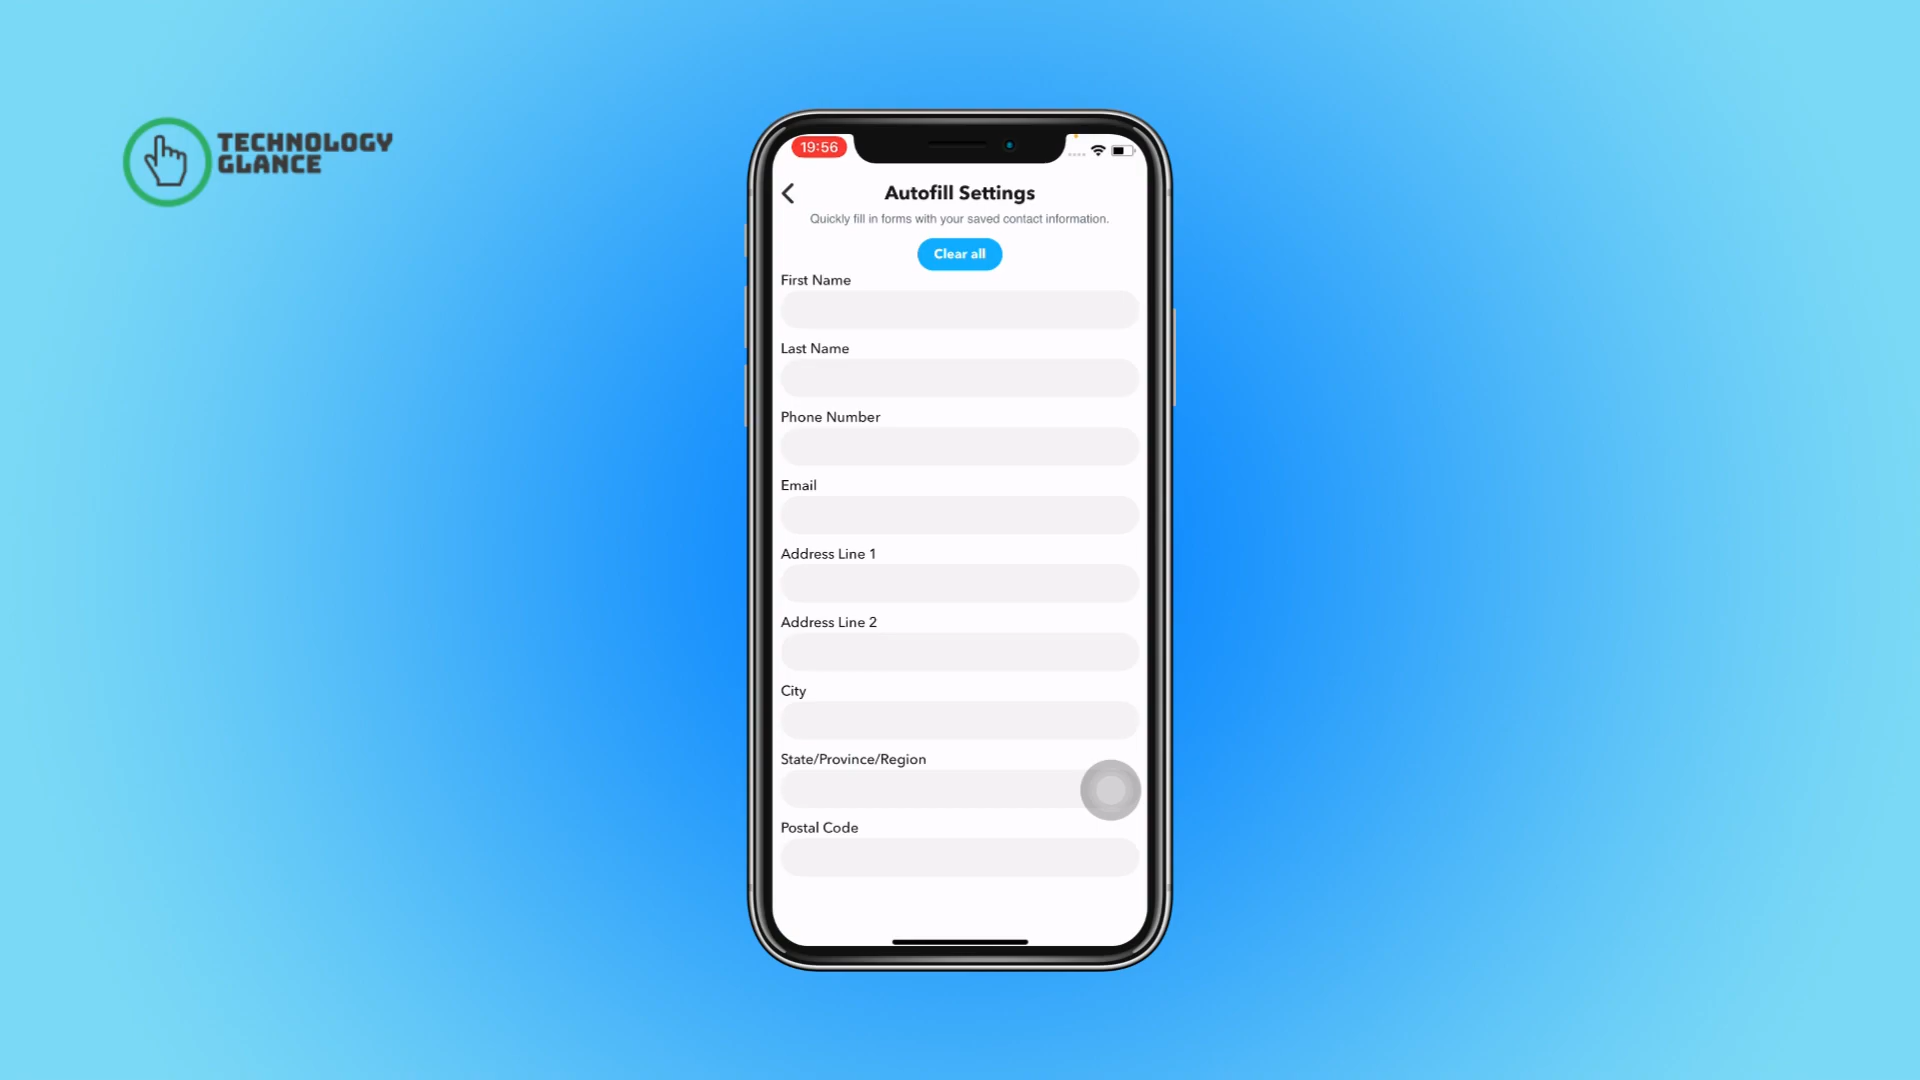 TECHNOLOGY
GLANCE
19:56
Autofill Settings
Quickly fill in forms with your saved contact information.
Clear all
First Name
Last Name
Phone Number
Email
Address Line 1
Address Line 2
City
State/Province/Region
Postal Code